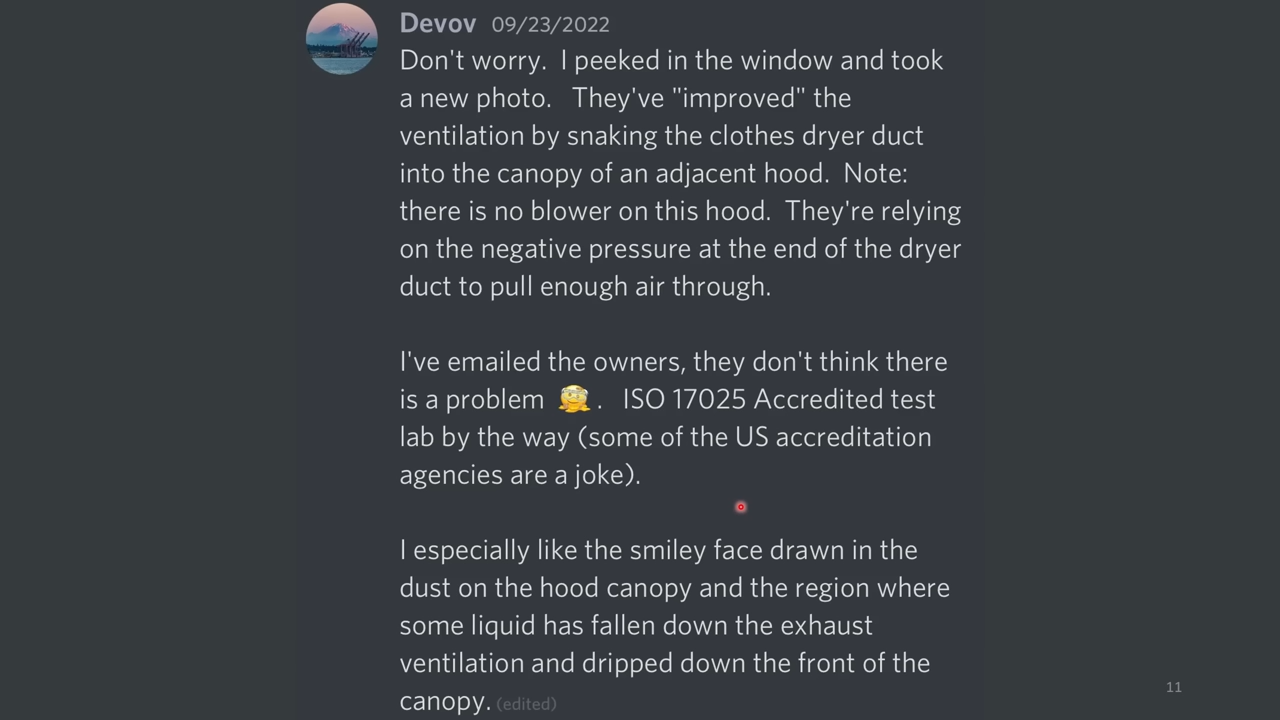 Devov 09/23/2022
Don't worry.  I peeked in the window and took
a new photo.   They've "improved" the
ventilation by snaking the clothes dryer duct
into the canopy of an adjacent hood.  Note:
there is no blower on this hood.  They're relying
on the negative pressure at the end of the dryer
duct to pull enough air through.
I've emailed the owners, they don't think there
is a problem 🫠.   ISO 17025 Accredited test
lab by the way (some of the US accreditation
agencies are a joke).
I especially like the smiley face drawn in the
dust on the hood canopy and the region where
some liquid has fallen down the exhaust
ventilation and dripped down the front of the
canopy. (edited)
11